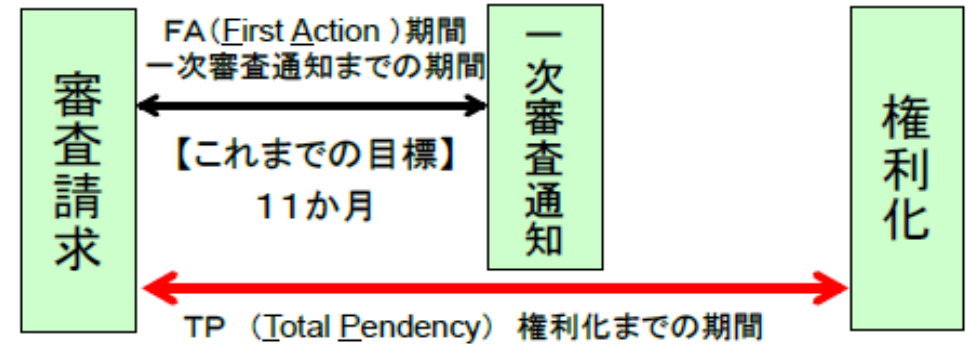 審査請求
FA(First Action )期間
一次審査通知までの期間
【これまでの目標】
11か月
一次審査通知
権利化
TP (Total Pendency) 権利化までの期間